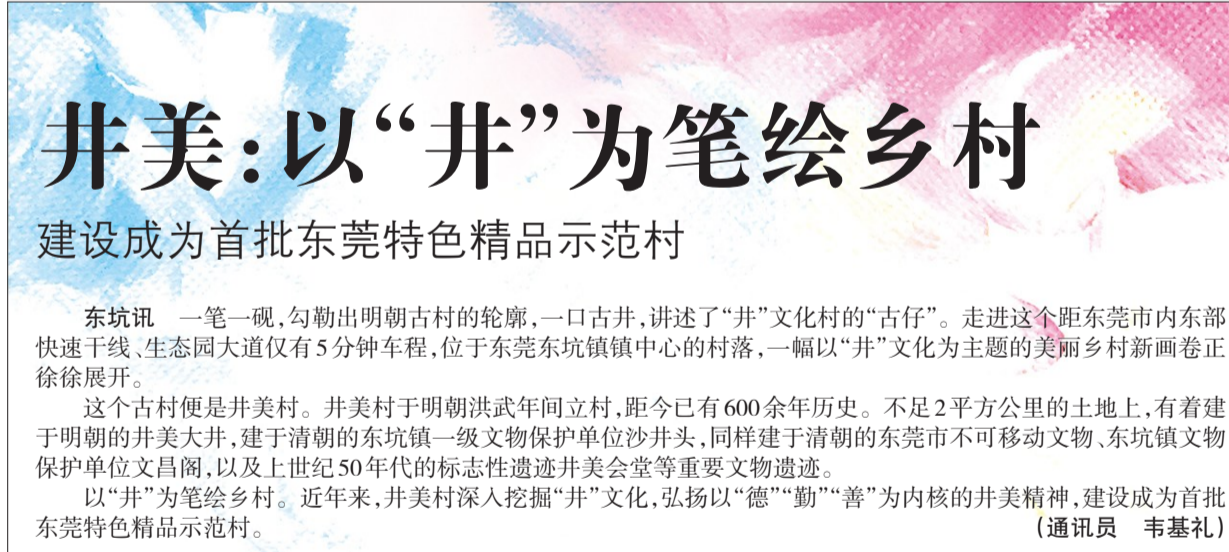 井美：以“井”为笔绘乡村
建设成为首批东莞特色精品示范村
东坑讯　一笔一砚，勾勒出明朝古村的轮廓，一口古井，讲述了“井”文化村的“古仔”。走进这个距东莞市内东部
快速干线、生态园大道仅有5分钟车程，位于东莞东坑镇镇中心的村落，一幅以“井”文化为主题的美丽乡村新画卷正
徐徐展开。
这个古村便是井美村。井美村于明朝洪武年间立村，距今已有600余年历史。不足2平方公里的土地上，有着建
于明朝的井美大井，建于清朝的东坑镇一级文物保护单位沙井头，同样建于清朝的东莞市不可移动文物、东坑镇文物
保护单位文昌阁，以及上世纪50年代的标志性遗迹井美会堂等重要文物遗迹。
以“井”为笔绘乡村。近年来，井美村深入挖掘“井”文化，弘扬以“德”“勤”“善”为内核的井美精神，建设成为首批
东莞特色精品示范村。　（通讯员　韦基礼）